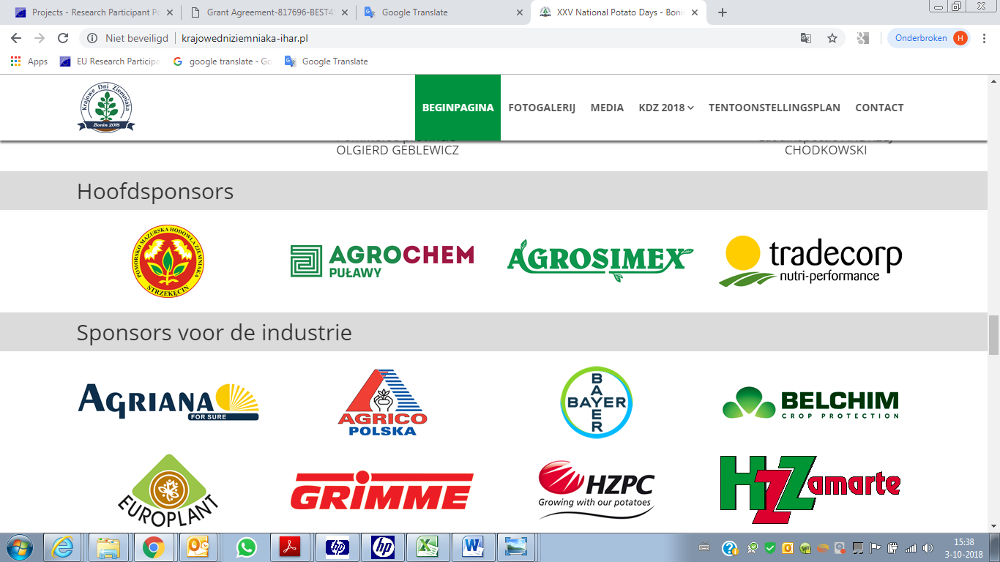 Projects - Research Participant Po
Grant Agreement-817696-BEST4
Google Translate
XXV National Potato Days - Boni
Niet beveiligd
krajowedniziemniaka-ihar.pl
Onderbroken
H
Apps
EU Research Participa
google translate - Go
Google Translate
Krajowe Dni Ziemniaka
Bonin 2018
BEGINPAGINA
FOTOGALERIJ
MEDIA
KDZ 2018
TENTOONSTELLINGSPLAN
CONTACT
OLGIERD GEBLEWICZ
CHODKOWSKI
Hoofdsponsors
POMORSKO MAZURSKA HODOWLA ZIEMNIAKA
STRZEKĘCIN
AGROCHEM
PUŁAWY
AGROSIMEX
tradecorp
nutri-performance
Sponsors voor de industrie
AGRIANA
FOR SURE
AGRICO
POLSKA
BAYER
BAYER
BELCHIM
CROP PROTECTION
EUROPLANT
GRIMME
HZPC
Growing with our potatoes
HZZamarte
15:38
3-10-2018